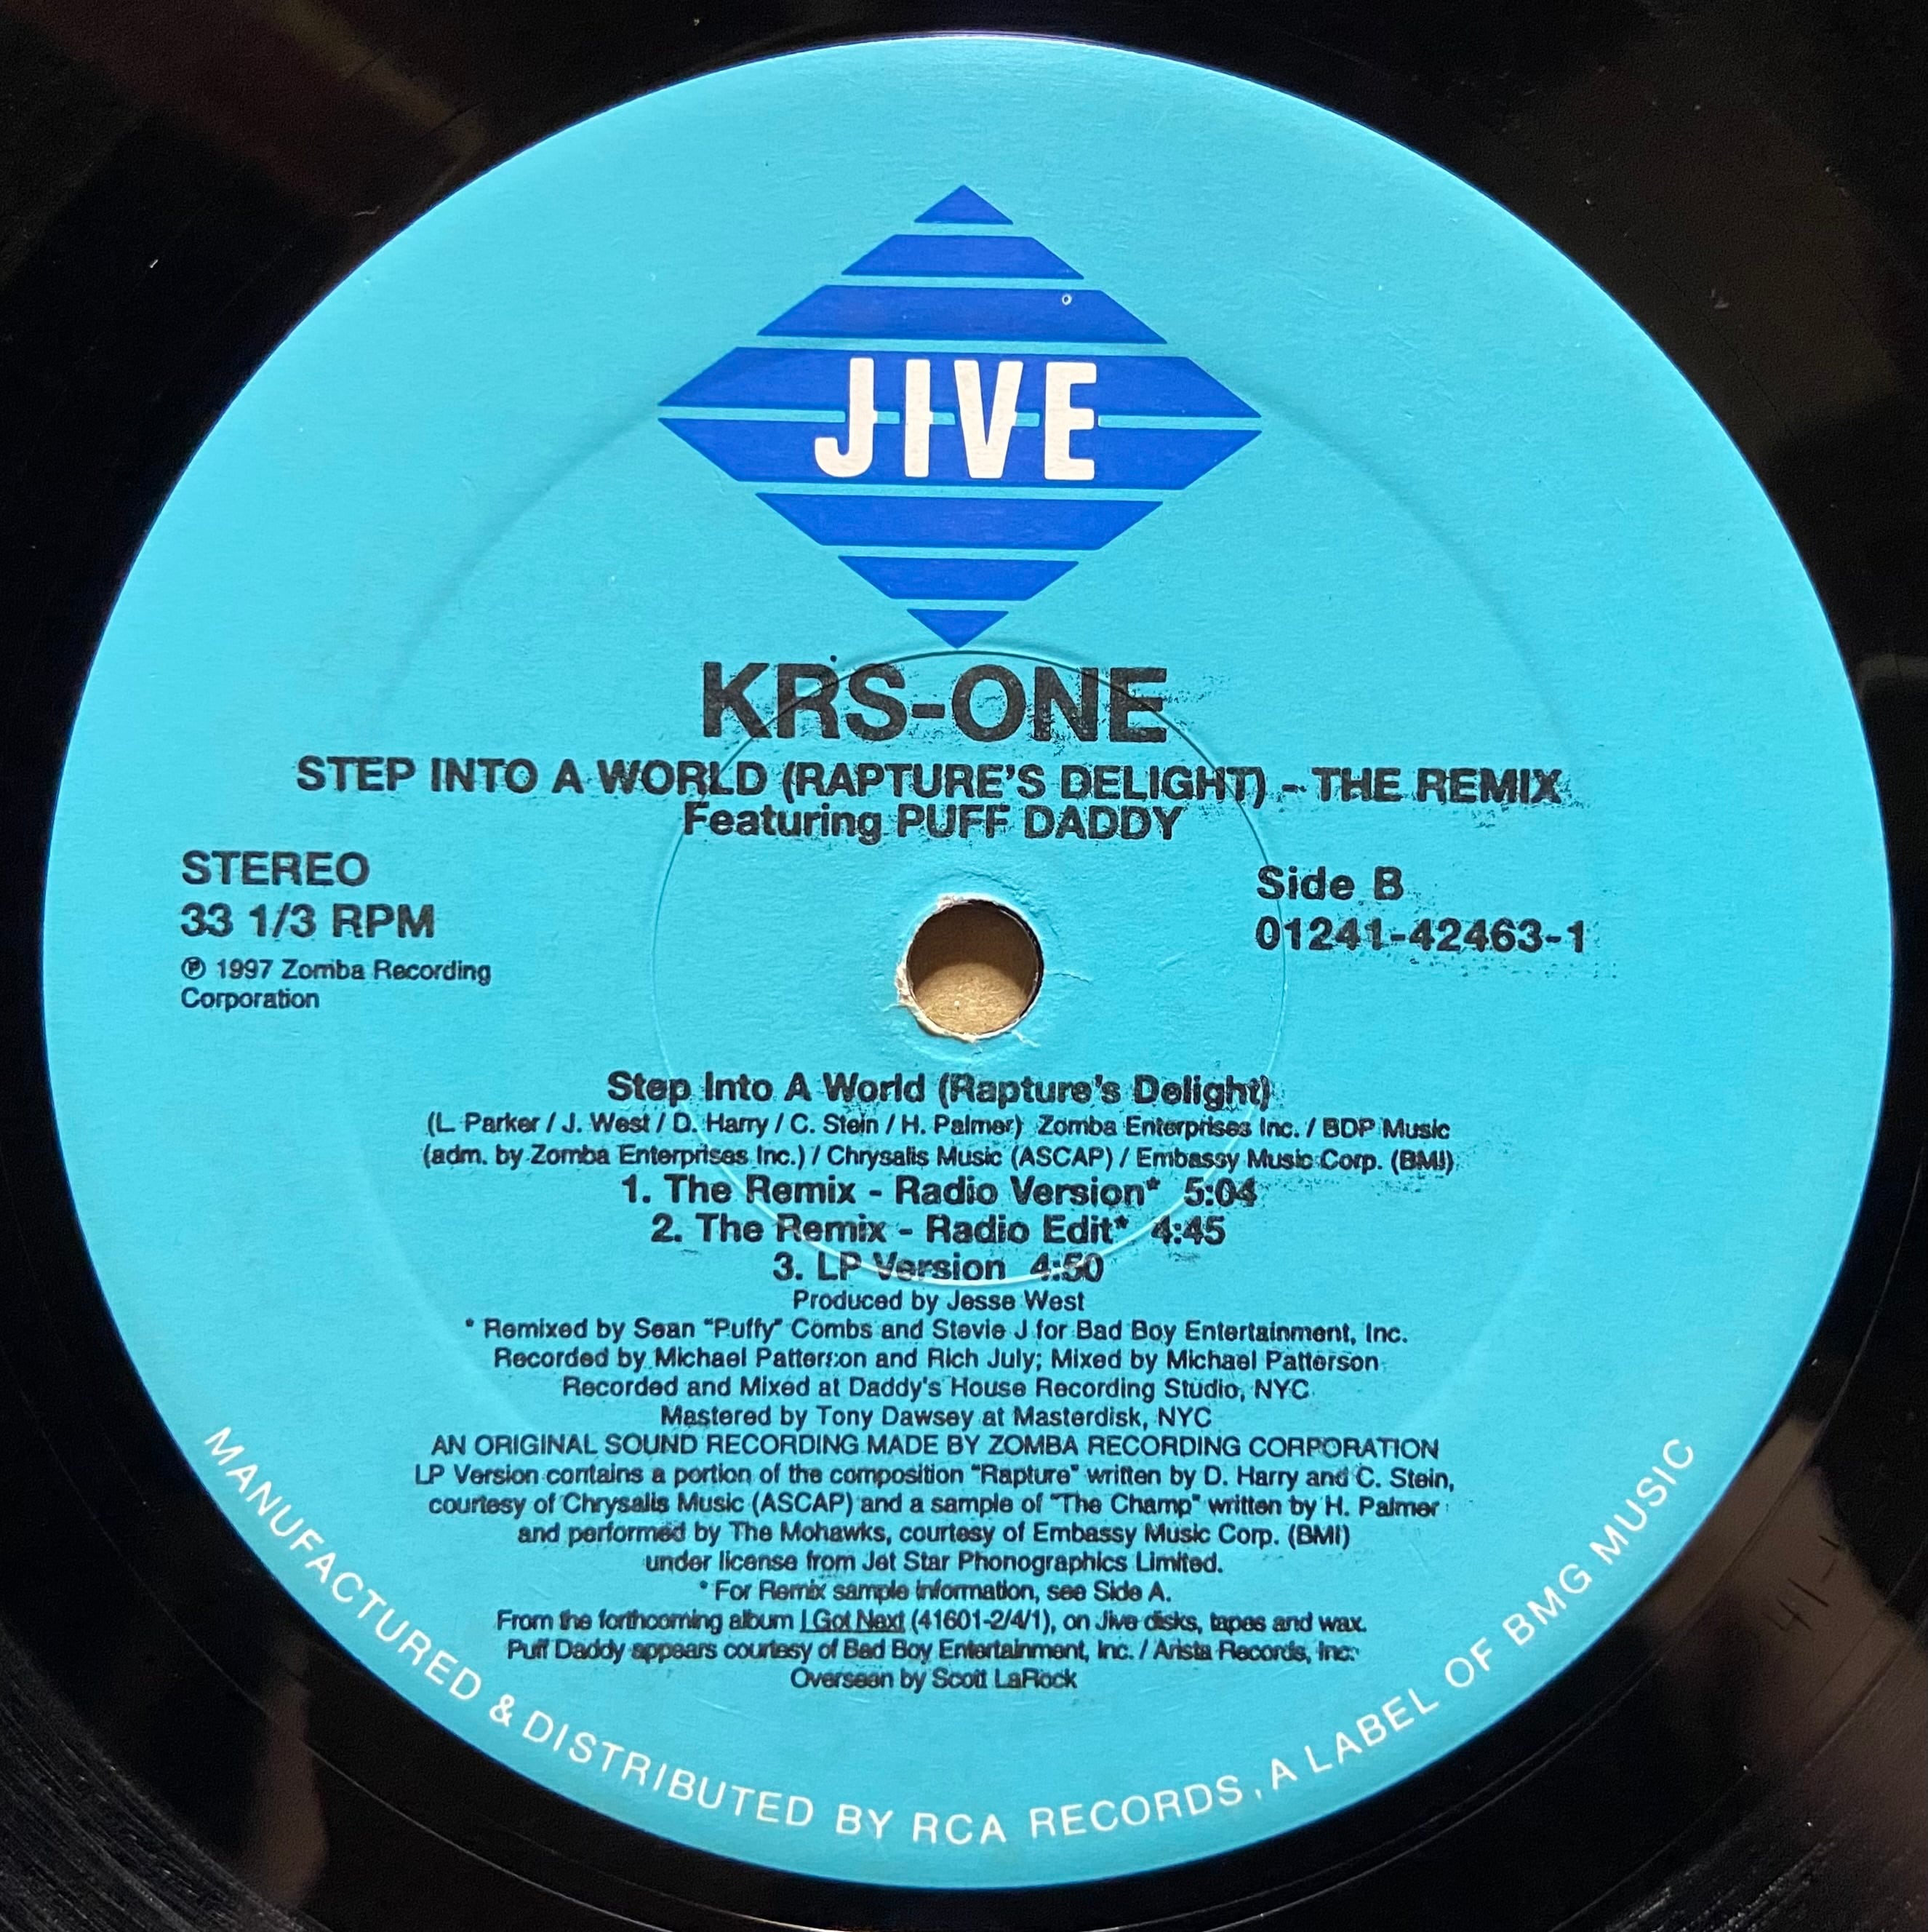 JIVE
KRS-ONE
STEP INTO A WORLD (RAPTURE'S DELIGHT) - THE REMIX
Featuring PUFF DADDY
STEREO
33 1/3 RPM
℗ 1997 Zomba Recording
Corporation
Side B
01241-42463-1
Step Into A World (Rapture's Delight)
(L. Parker / J. West / D. Harry / C. Stein / H. Palmer) Zomba Enterprises Inc. / BDP Music
(adm. by Zomba Enterprises Inc.) / Chrysalis Music (ASCAP) / Embassy Music Corp. (BMI)
1. The Remix - Radio Version* 5:04
2. The Remix - Radio Edit* 4:45
3. LP Version 4:50
Produced by Jesse West
* Remixed by Sean "Puffy" Combs and Stevie J for Bad Boy Entertainment, Inc.
Recorded by Michael Patterson and Rich July; Mixed by Michael Patterson
Recorded and Mixed at Daddy's House Recording Studio, NYC
Mastered by Tony Dawsey at Masterdisk, NYC
AN ORIGINAL SOUND RECORDING MADE BY ZOMBA RECORDING CORPORATION
LP Version contains a portion of the composition "Rapture" written by D. Harry and C. Stein,
courtesy of Chrysalis Music (ASCAP) and a sample of "The Champ" written by H. Palmer
and performed by The Mohawks, courtesy of Embassy Music Corp. (BMI)
under license from Jet Star Phonographics Limited.
* For Remix sample information, see Side A.
From the forthcoming album I Got Next (41601-2/4/1), on Jive disks, tapes and wax.
Puff Daddy appears courtesy of Bad Boy Entertainment, Inc. / Arista Records, Inc.
Overseen by Scott LaRock
MANUFACTURED & DISTRIBUTED BY RCA RECORDS, A LABEL OF BMG MUSIC